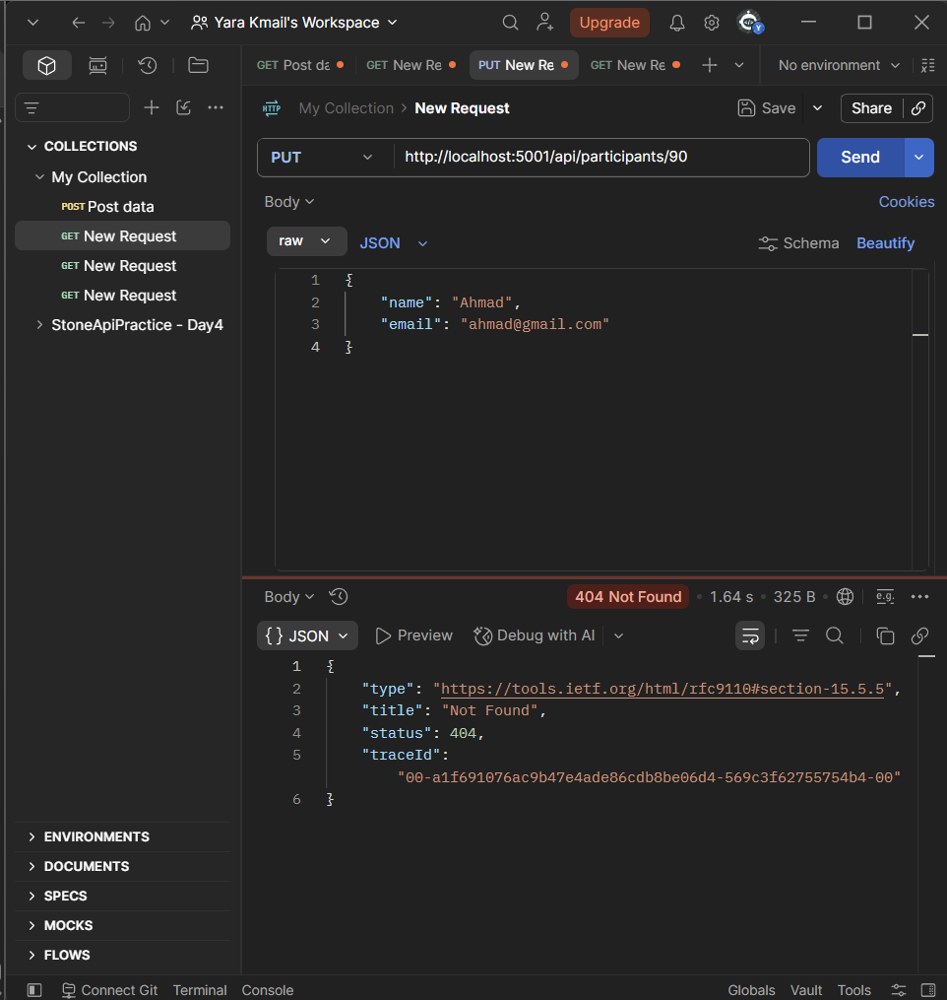 Yara Kmail's Workspace
Upgrade
GET Post da
GET New Re
PUT New Re
GET New Re
No environment
HTTP My Collection > New Request
Save
Share
COLLECTIONS
My Collection
POST Post data
GET New Request
GET New Request
GET New Request
StoneApiPractice - Day4
PUT
http://localhost:5001/api/participants/90
Send
Body
Cookies
raw
JSON
Schema
Beautify
1 {
2 "name": "Ahmad",
3 "email": "ahmad@gmail.com"
4 }
Body
404 Not Found • 1.64 s • 325 B •
e.g.
{} JSON
Preview
Debug with AI
1 {
2 "type": "https://tools.ietf.org/html/rfc9110#section-15.5.5",
3 "title": "Not Found",
4 "status": 404,
5 "traceId":
"00-a1f691076ac9b47e4ade86cdb8be06d4-569c3f62755754b4-00"
6 }
ENVIRONMENTS
DOCUMENTS
SPECS
MOCKS
FLOWS
Connect Git
Terminal
Console
Globals
Vault
Tools